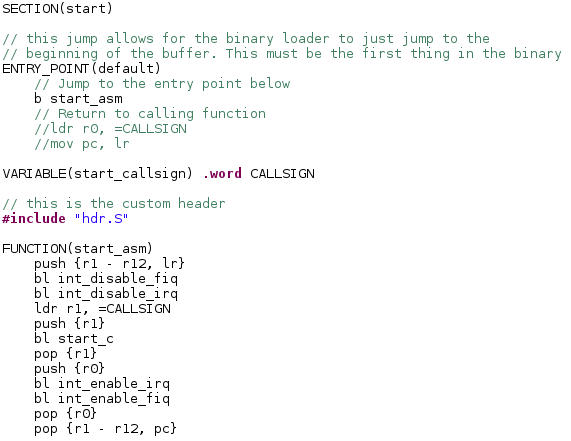 SECTION(start)

// this jump allows for the binary loader to just jump to the
// beginning of the buffer. This must be the first thing in the binary
ENTRY_POINT(default)
    // Jump to the entry point below
    b start_asm
    // Return to calling function
    //ldr r0, =CALLSIGN
    //mov pc, lr

VARIABLE(start_callsign) .word CALLSIGN

// this is the custom header
#include "hdr.S"

FUNCTION(start_asm)
    push {r1 - r12, lr}
    bl int_disable_fiq
    bl int_disable_irq
    ldr r1, =CALLSIGN
    push {r1}
    bl start_c
    pop {r1}
    push {r0}
    bl int_enable_irq
    bl int_enable_fiq
    pop {r0}
    pop {r1 - r12, pc}